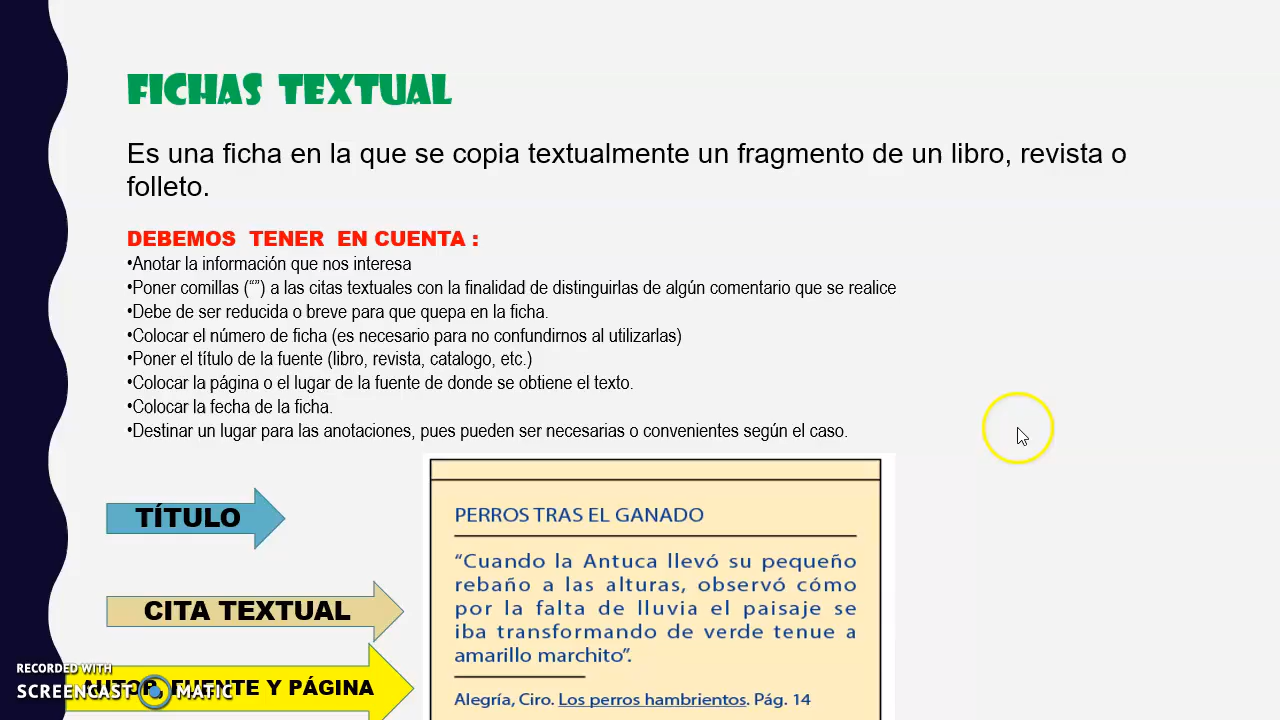 FICHAS TEXTUAL
Es una ficha en la que se copia textualmente un fragmento de un libro, revista o
folleto.
DEBEMOS TENER EN CUENTA :
•Anotar la información que nos interesa
•Poner comillas (“”) a las citas textuales con la finalidad de distinguirlas de algún comentario que se realice
•Debe de ser reducida o breve para que quepa en la ficha.
•Colocar el número de ficha (es necesario para no confundirnos al utilizarlas)
•Poner el título de la fuente (libro, revista, catalogo, etc.)
•Colocar la página o el lugar de la fuente de donde se obtiene el texto.
•Colocar la fecha de la ficha.
•Destinar un lugar para las anotaciones, pues pueden ser necesarias o convenientes según el caso.
TÍTULO
CITA TEXTUAL
AUTOR, FUENTE Y PÁGINA
PERROS TRAS EL GANADO
“Cuando la Antuca llevó su pequeño
rebaño a las alturas, observó cómo
por la falta de lluvia el paisaje se
iba transformando de verde tenue a
amarillo marchito”.
Alegría, Ciro. Los perros hambrientos. Pág. 14
RECORDED WITH
SCREENCAST MATIC